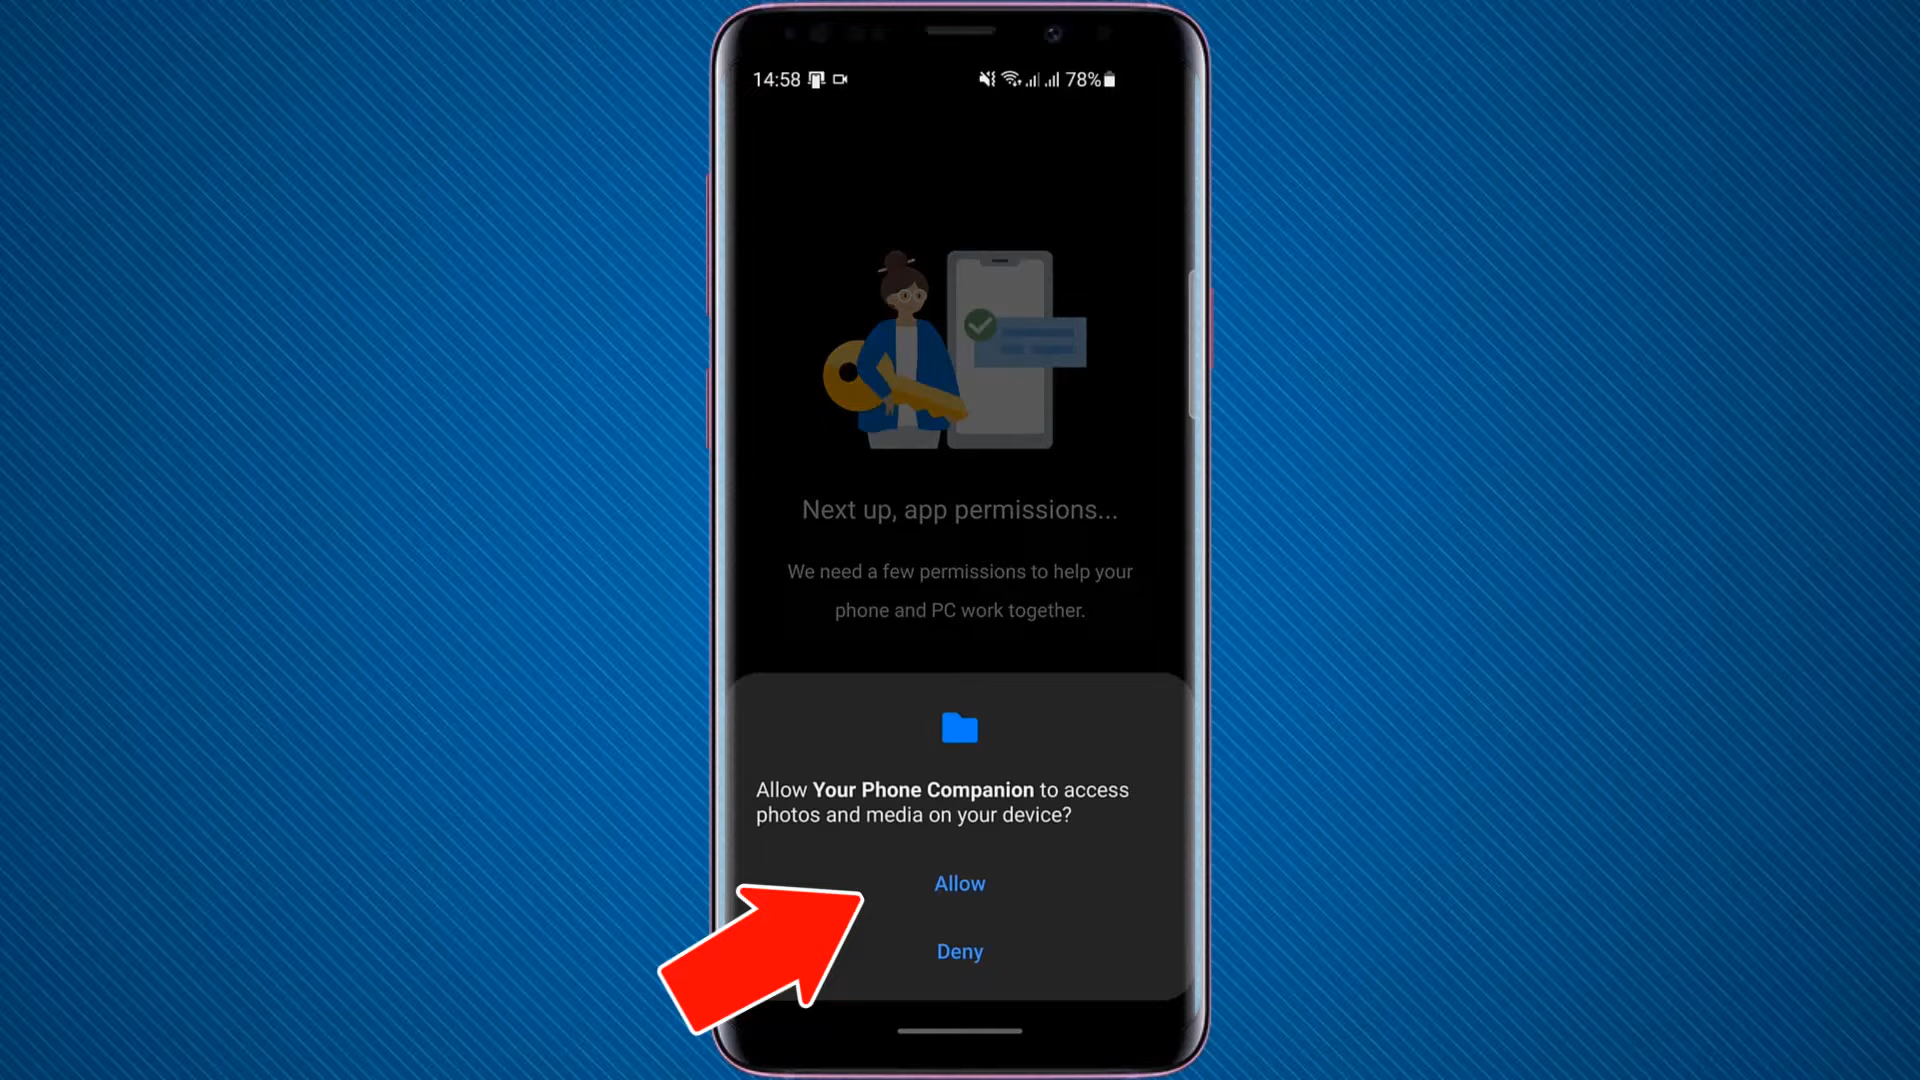 14:58
78%
Next up, app permissions...
We need a few permissions to help your
phone and PC work together.
Allow Your Phone Companion to access
photos and media on your device?
Allow
Deny